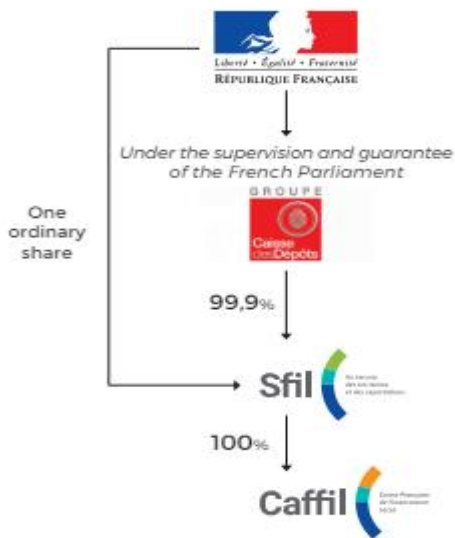 Liberté • Égalité • Fraternité
RÉPUBLIQUE FRANÇAISE
Under the supervision and guarantee
of the French Parliament
GROUPE
Caisse
des Dépôts
One
ordinary
share
99,9%
Sfil
100%
Caffil